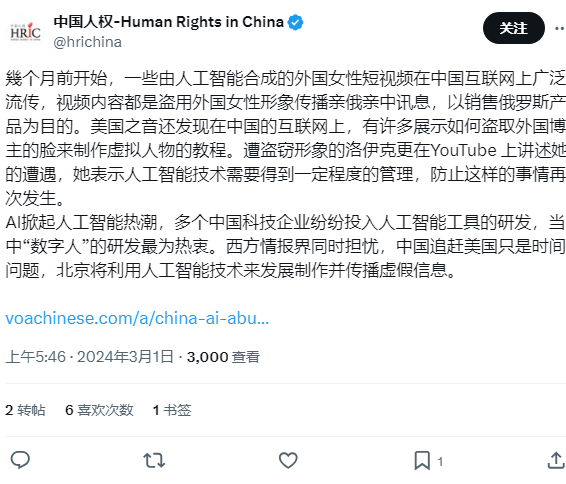 中国人权-Human Rights in China
关注
中国人权
HRIC
@hrichina
幾个月前开始，一些由人工智能合成的外国女性短视频在中国互联网上广泛
流传，视频内容都是盗用外国女性形象传播亲俄亲中讯息，以销售俄罗斯产
品为目的。美国之音还发现在中国的互联网上，有许多展示如何盗取外国博
主的脸来制作虚拟人物的教程。遭盗窃形象的洛伊克更在YouTube 上讲述她
的遭遇，她表示人工智能技术需要得到一定程度的管理，防止这样的事情再
次发生。
AI掀起人工智能热潮，多个中国科技企业纷纷投入人工智能工具的研发，当
中“数字人”的研发最为热衷。西方情报界同时担忧，中国追赶美国只是时间
问题，北京将利用人工智能技术来发展制作并传播虚假信息。
voachinese.com/a/china-ai-abu...
上午5:46 · 2024年3月1日 · 3,000 查看
2 转帖 6 喜欢次数 1 书签
1